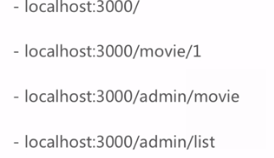 - localhost:3000/
- localhost:3000/movie/1
- localhost:3000/admin/movie
- localhost:3000/admin/list